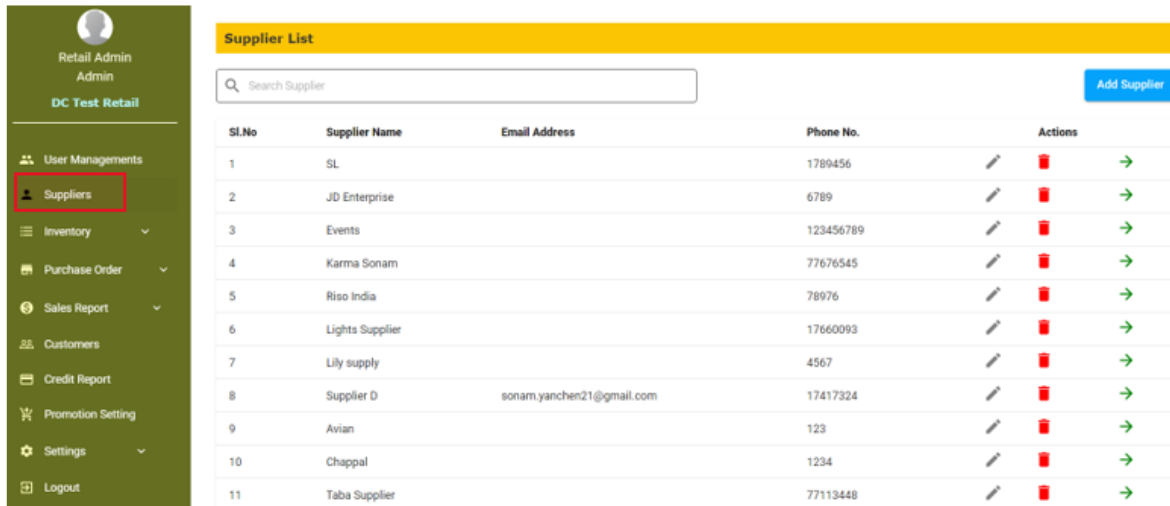 Retail Admin
Admin
DC Test Retail
User Managements
Suppliers
Inventory
Purchase Order
Sales Report
Customers
Credit Report
Promotion Setting
Settings
Logout
Supplier List
Search Supplier
Add Supplier
Sl.No Supplier Name Email Address Phone No. Actions
1 SL 1789456
2 JD Enterprise 6789
3 Events 123456789
4 Karma Sonam 77676545
5 Riso India 78976
6 Lights Supplier 17660093
7 Lily supply 4567
8 Supplier D sonam.yanchen21@gmail.com 17417324
9 Avian 123
10 Chappal 1234
11 Taba Supplier 77113448